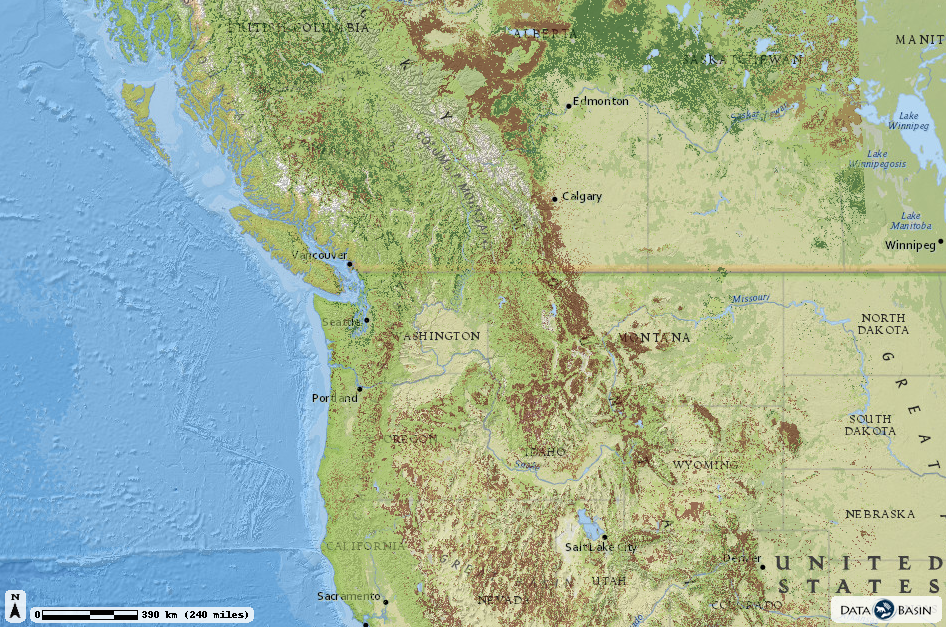 BRITISH COLUMBIA
ALBERTA
MANIT
SASKATCHEWAN
Edmonton
Lake
Winnipeg
Lake
Winnipegosis
Calgary
Lake
Manitoba
Winnipeg
Vancouver
Missouri
Seattle
NORTH
DAKOTA
WASHINGTON
MONTANA
G R E A T
Portland
SOUTH
DAKOTA
OREGON
IDAHO
Snake
WYOMING
NEBRASKA
CALIFORNIA
Salt Lake City
Denver
UNITED
STATES
UTAH
NEVADA
COLORADO
Sacramento
N
0 390 km (240 miles)
DATA BASIN